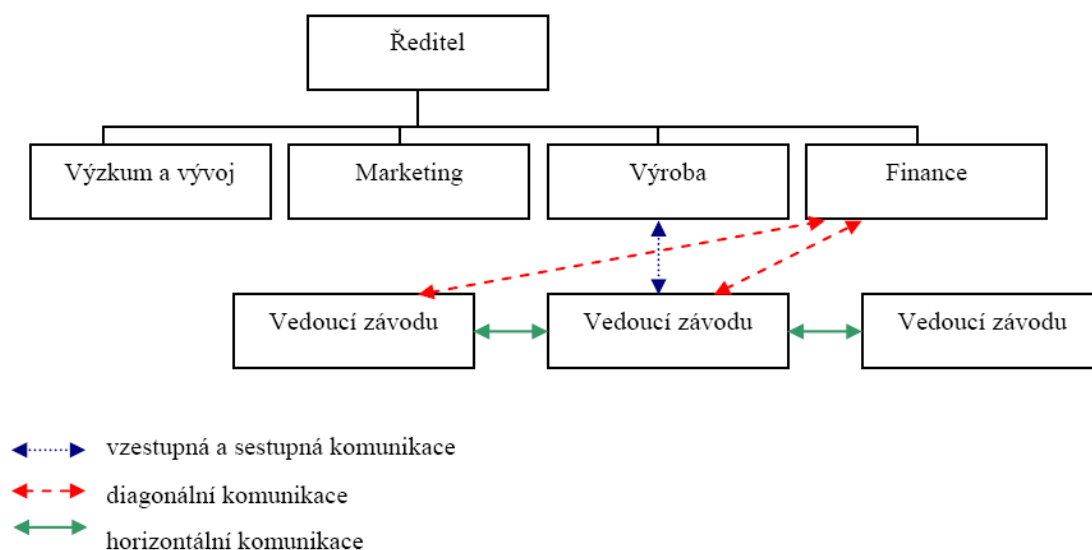 Ředitel
Výzkum a vývoj
Marketing
Výroba
Finance
Vedoucí závodu
Vedoucí závodu
Vedoucí závodu
vzestupná a sestupná komunikace
diagonální komunikace
horizontální komunikace